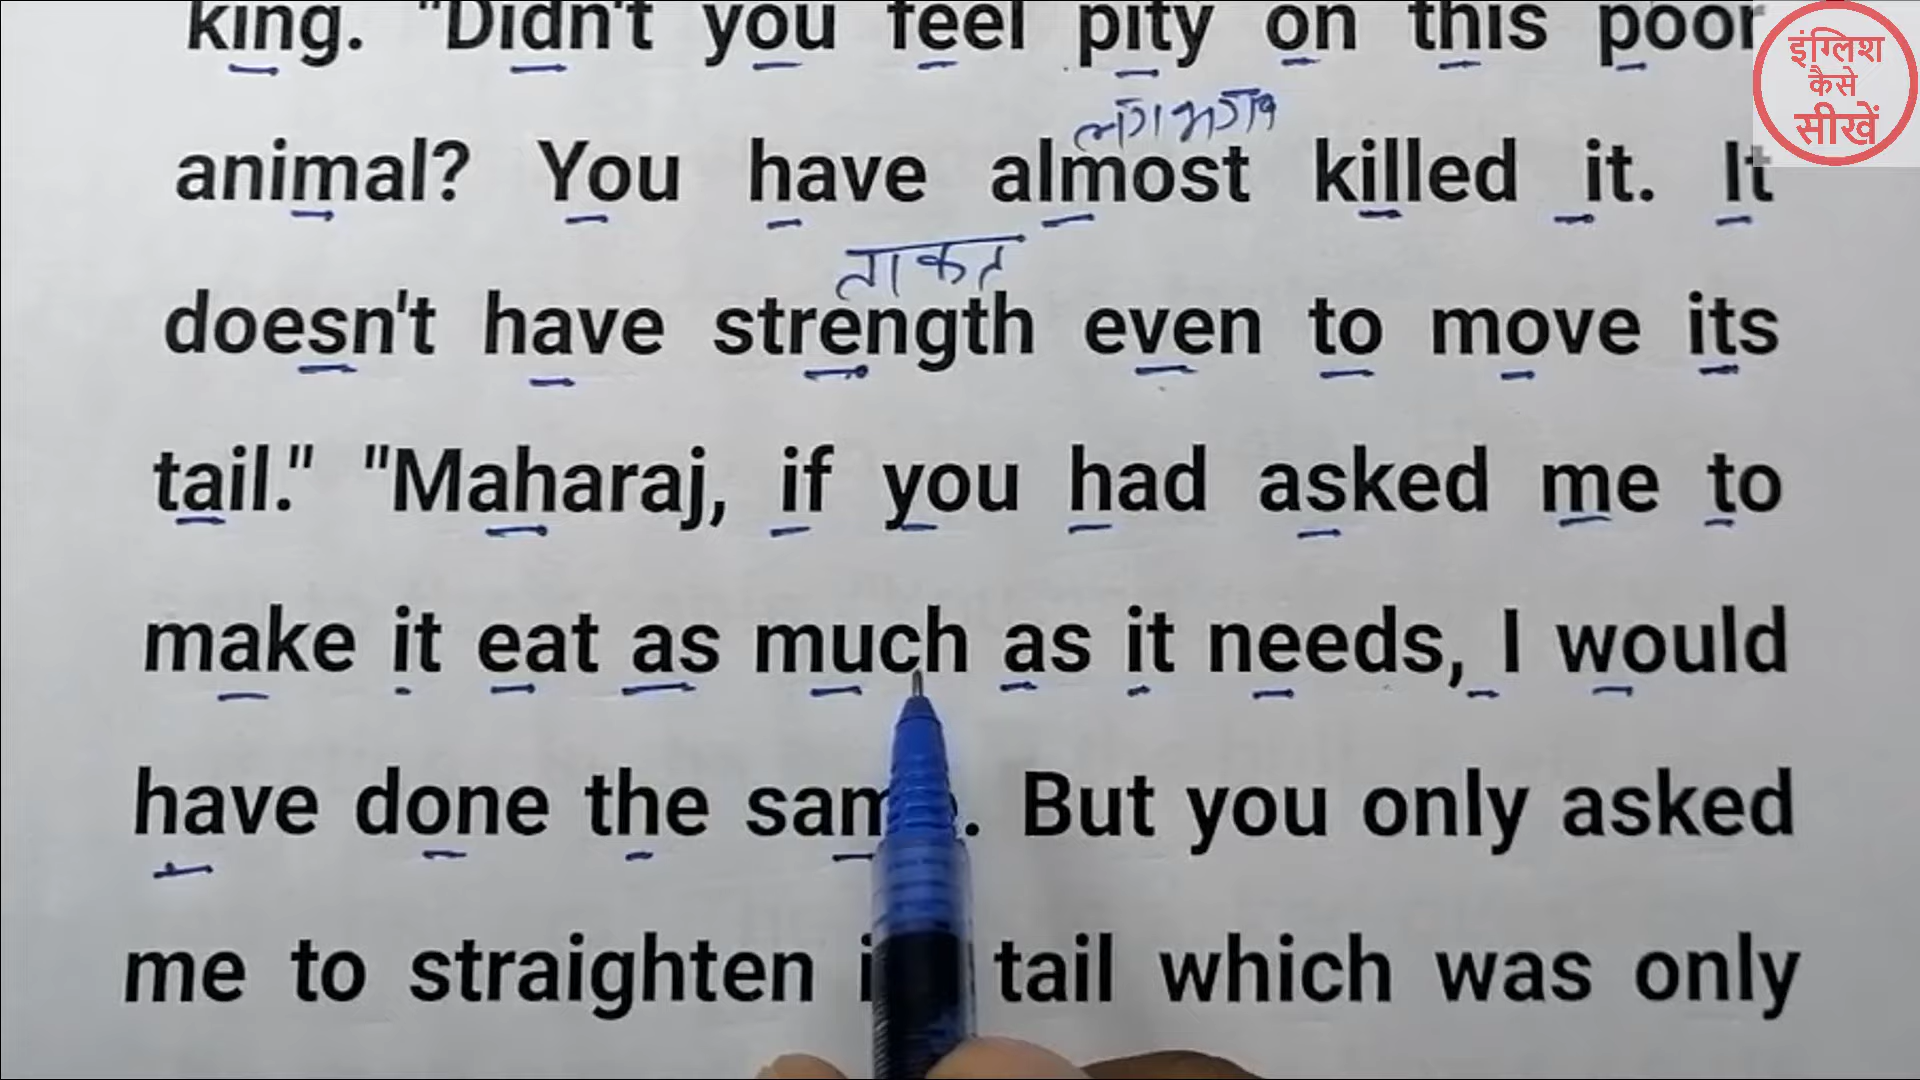 king. "Didn't you feel pity on this poor
इंग्लिश
कैसे
सीखें
लगभग
animal? You have almost killed it. It
ताकत
doesn't have strength even to move its
tail." "Maharaj, if you had asked me to
make it eat as much as it needs, I would
have done the same. But you only asked
me to straighten tail which was only